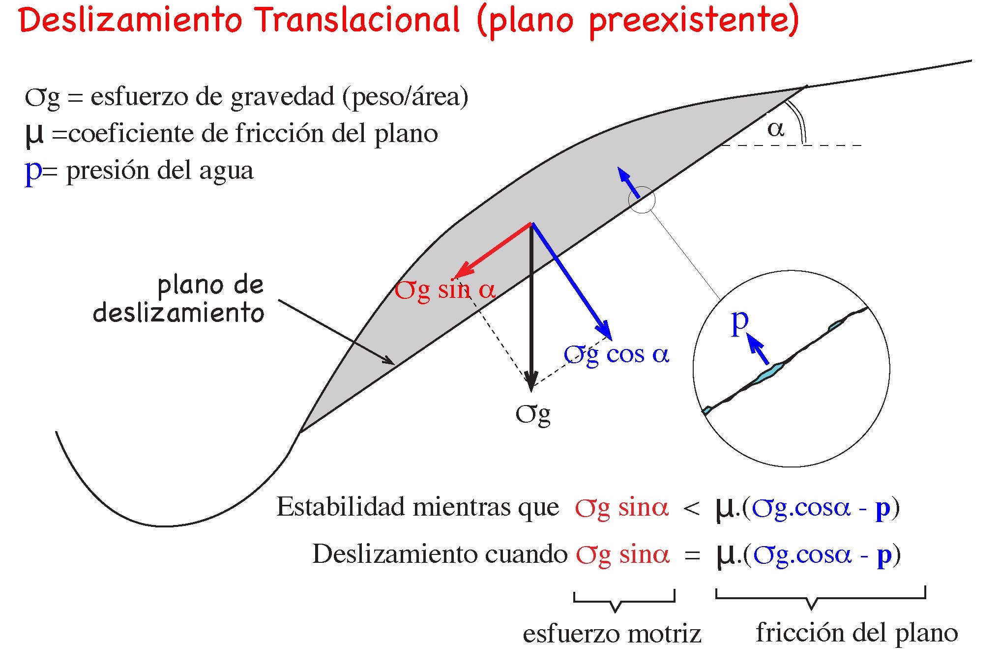 Deslizamiento Translacional (plano preexistente)
σg = esfuerzo de gravedad (peso/área)
μ =coeficiente de fricción del plano
p= presión del agua
α
σg sin α
plano de
deslizamiento
p
σg cos α
σg
Estabilidad mientras que σg sinα < μ.(σg.cosα - p)
Deslizamiento cuando σg sinα = μ.(σg.cosα - p)
esfuerzo motriz
fricción del plano